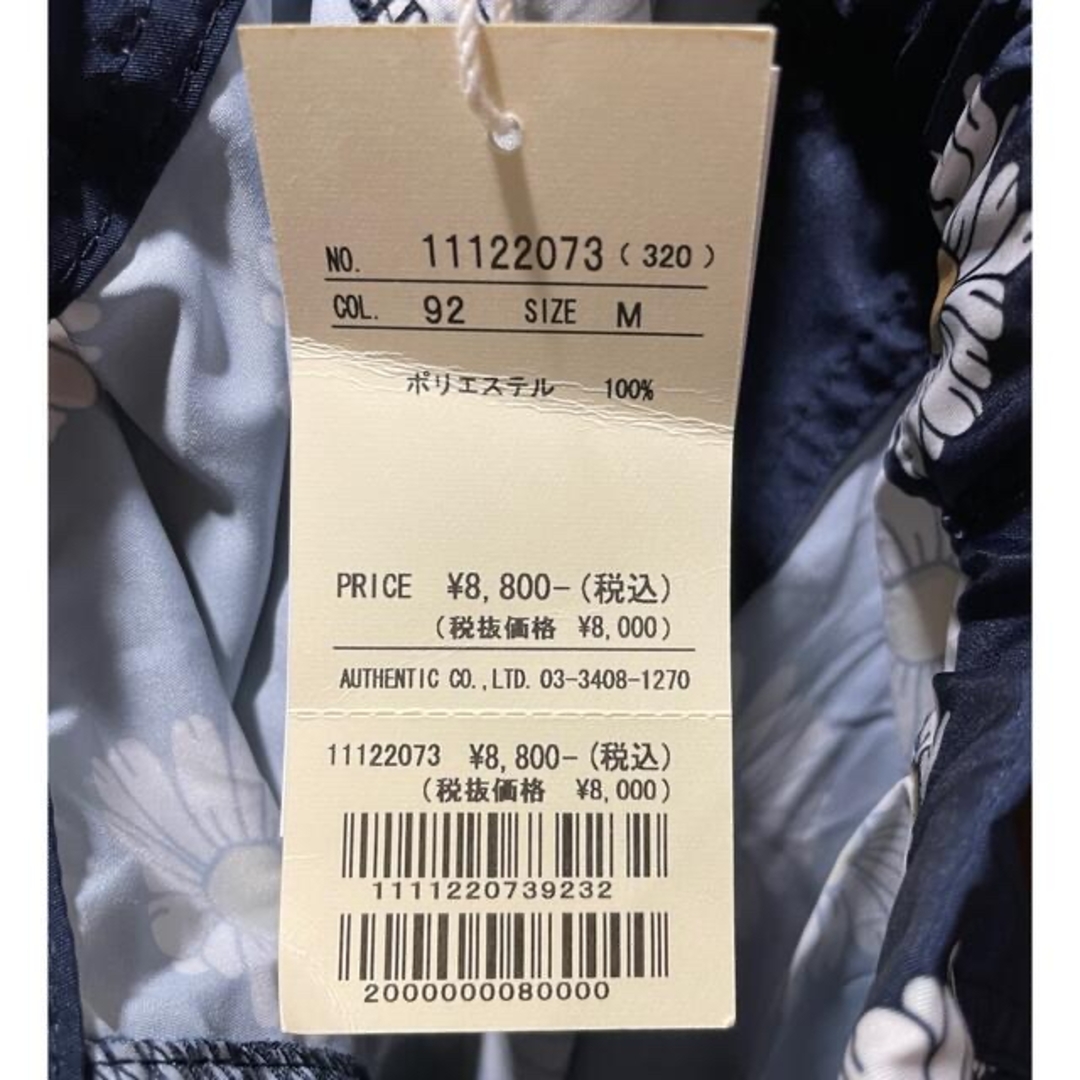 NO. 11122073 ( 320 )
COL. 92 SIZE M
ポリエステル 100%
PRICE ¥8,800-(税込)
(税抜価格 ¥8,000)
AUTHENTIC CO.,LTD. 03-3408-1270
11122073 ¥8,800-(税込)
(税抜価格 ¥8,000)
1111220739232
2000000080000